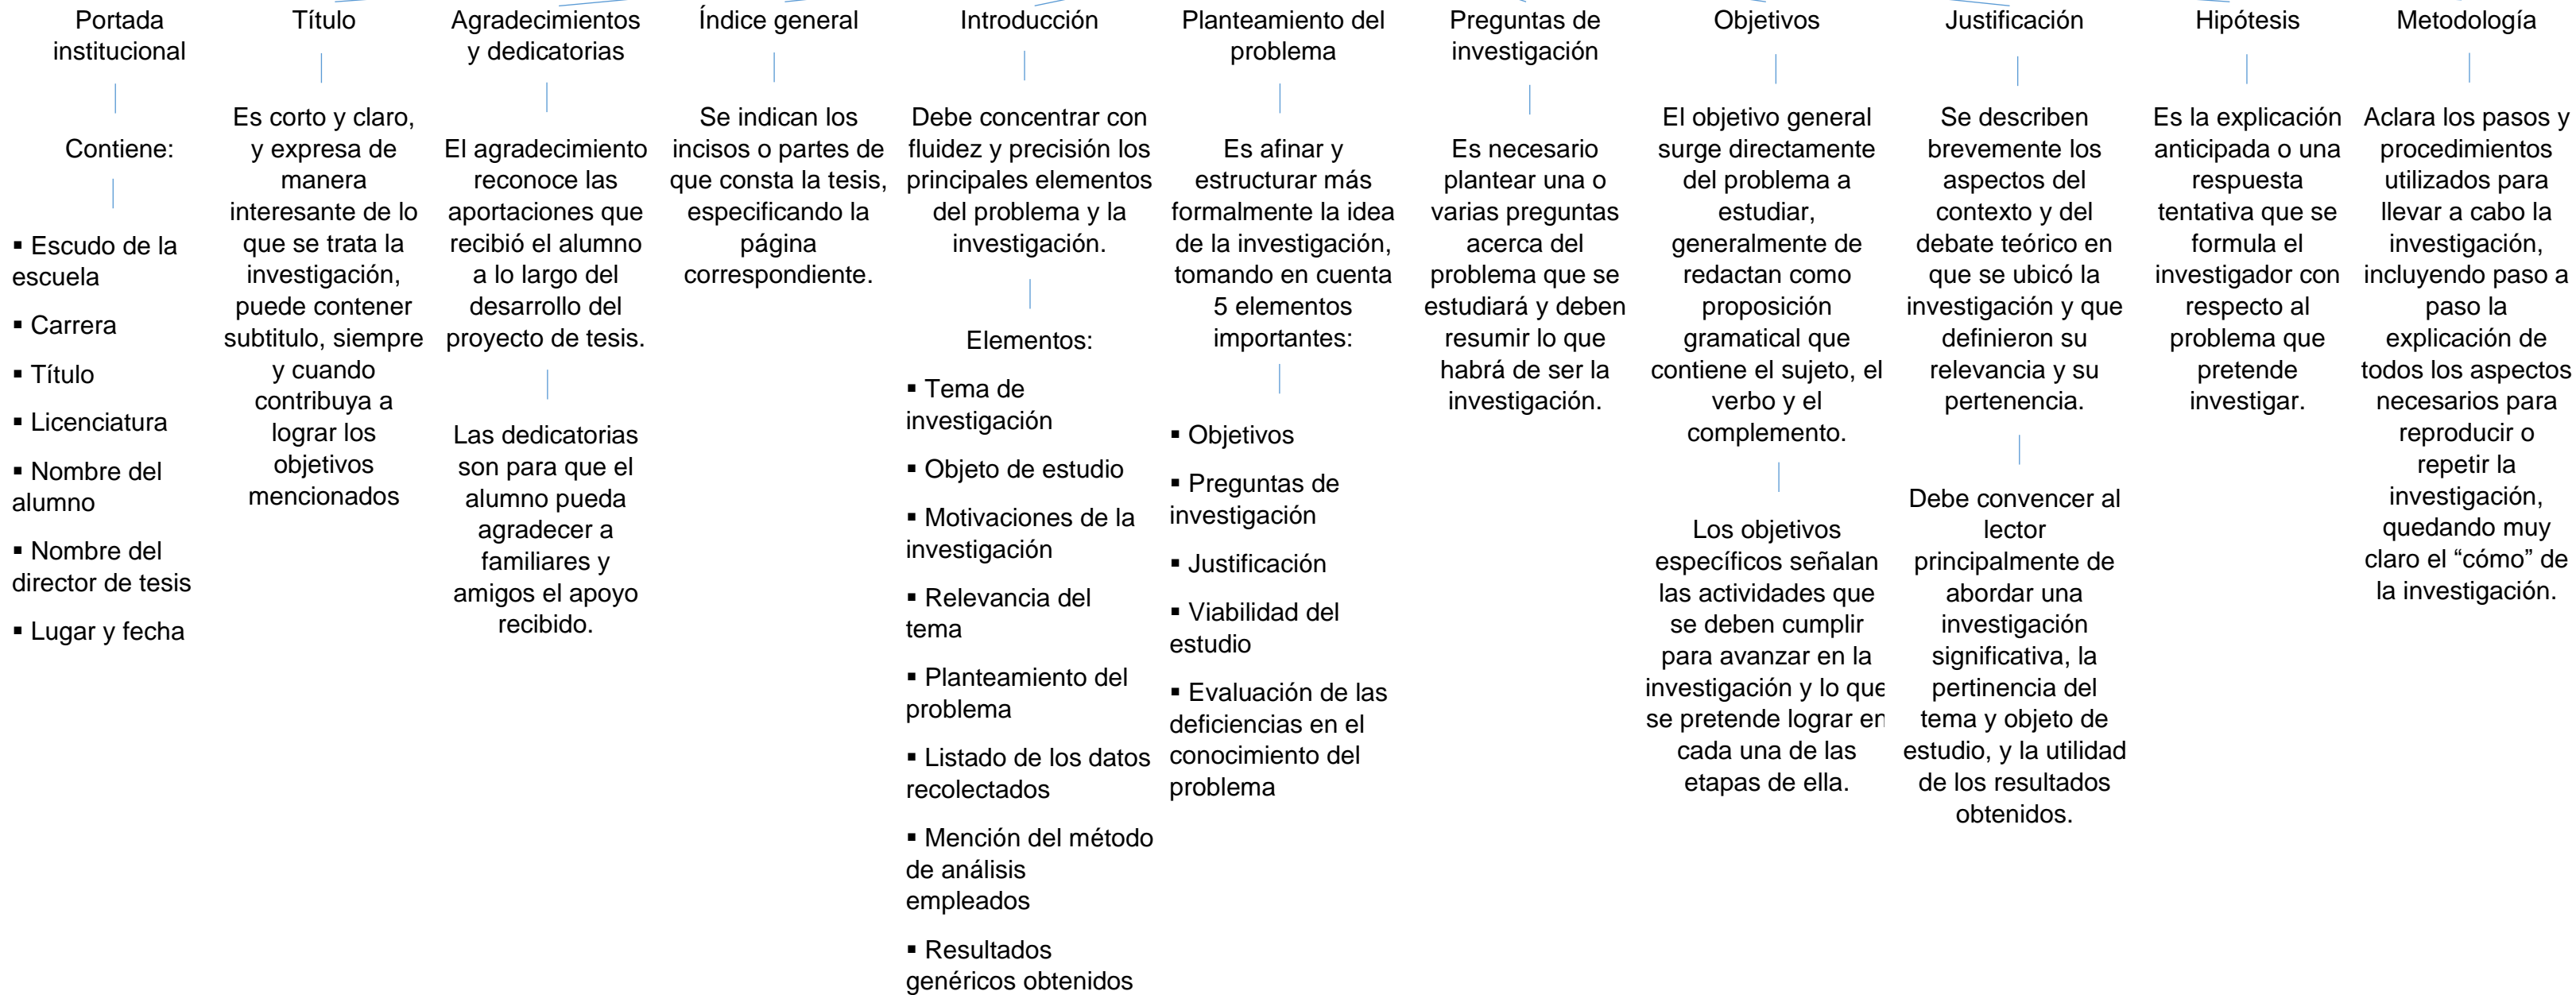 Portada
institucional
Contiene:
▪ Escudo de la
escuela
▪ Carrera
▪ Título
▪ Licenciatura
▪ Nombre del
alumno
▪ Nombre del
director de tesis
▪ Lugar y fecha
Título
Es corto y claro,
y expresa de
manera
interesante de lo
que se trata la
investigación,
puede contener
subtitulo, siempre
y cuando
contribuya a
lograr los
objetivos
mencionados
Agradecimientos
y dedicatorias
El agradecimiento
reconoce las
aportaciones que
recibió el alumno
a lo largo del
desarrollo del
proyecto de tesis.
Las dedicatorias
son para que el
alumno pueda
agradecer a
familiares y
amigos el apoyo
recibido.
Índice general
Se indican los
incisos o partes de
que consta la tesis,
especificando la
página
correspondiente.
Introducción
Debe concentrar con
fluidez y precisión los
principales elementos
del problema y la
investigación.
Elementos:
▪ Tema de
investigación
▪ Objeto de estudio
▪ Motivaciones de la
investigación
▪ Relevancia del
tema
▪ Planteamiento del
problema
▪ Listado de los datos
recolectados
▪ Mención del método
de análisis
empleados
▪ Resultados
genéricos obtenidos
Planteamiento del
problema
Es afinar y
estructurar más
formalmente la idea
de la investigación,
tomando en cuenta
5 elementos
importantes:
▪ Objetivos
▪ Preguntas de
investigación
▪ Justificación
▪ Viabilidad del
estudio
▪ Evaluación de las
deficiencias en el
conocimiento del
problema
Preguntas de
investigación
Es necesario
plantear una o
varias preguntas
acerca del
problema que se
estudiará y deben
resumir lo que
habrá de ser la
investigación.
Objetivos
El objetivo general
surge directamente
del problema a
estudiar,
generalmente de
redactan como
proposición
gramatical que
contiene el sujeto, el
verbo y el
complemento.
Los objetivos
específicos señalan
las actividades que
se deben cumplir
para avanzar en la
investigación y lo que
se pretende lograr en
cada una de las
etapas de ella.
Justificación
Se describen
brevemente los
aspectos del
contexto y del
debate teórico en
que se ubicó la
investigación y que
definieron su
relevancia y su
pertenencia.
Debe convencer al
lector
principalmente de
abordar una
investigación
significativa, la
pertinencia del
tema y objeto de
estudio, y la utilidad
de los resultados
obtenidos.
Hipótesis
Es la explicación
anticipada o una
respuesta
tentativa que se
formula el
investigador con
respecto al
problema que
pretende
investigar.
Metodología
Aclara los pasos y
procedimientos
utilizados para
llevar a cabo la
investigación,
incluyendo paso a
paso la
explicación de
todos los aspectos
necesarios para
reproducir o
repetir la
investigación,
quedando muy
claro el “cómo” de
la investigación.